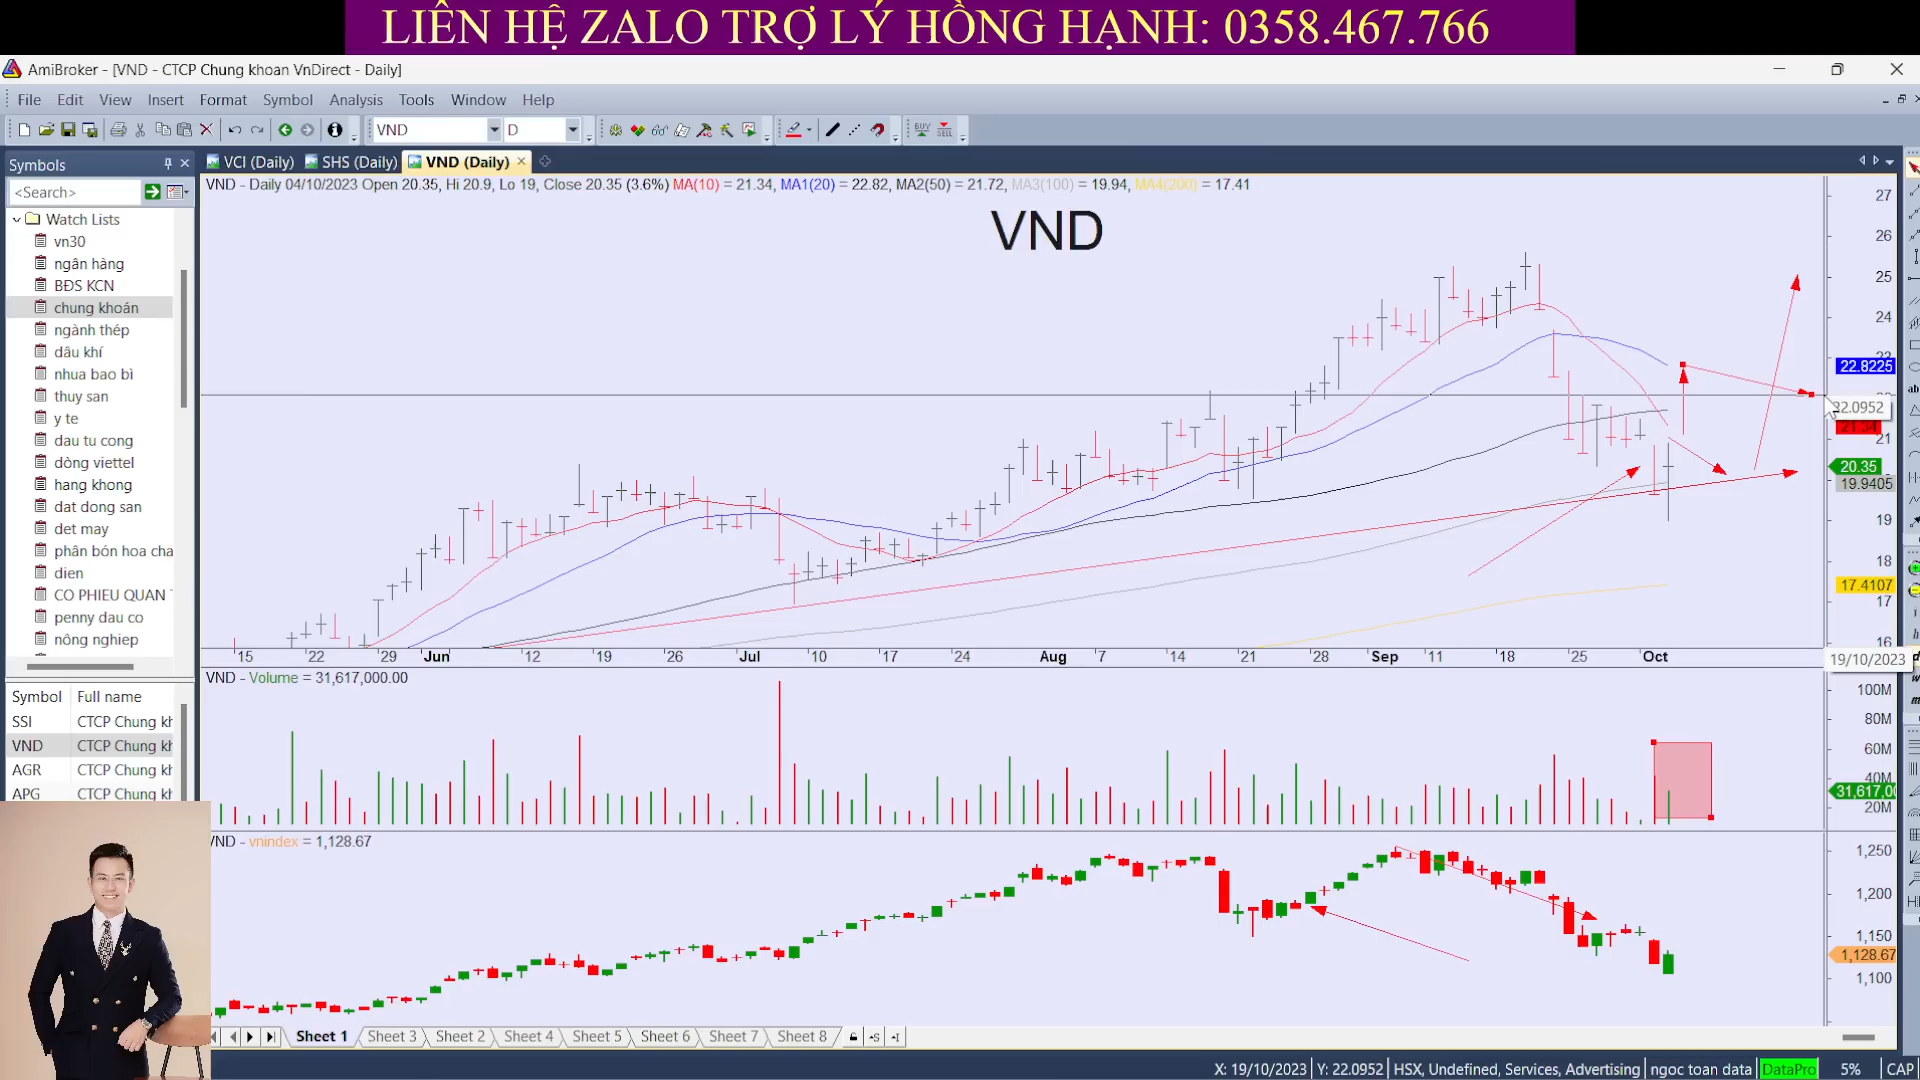 LIÊN HỆ ZALO TRỢ LÝ HỒNG HẠNH: 0358.467.766
AmiBroker - [VND - CTCP Chung khoan VnDirect - Daily]
File Edit View Insert Format Symbol Analysis Tools Window Help
VND D BUY SELL
Symbols
VCI (Daily) SHS (Daily) VND (Daily)
<Search>
VND - Daily 04/10/2023 Open 20.35, Hi 20.9, Lo 19, Close 20.35 (3.6%) MA(10) = 21.34, MA1(20) = 22.82, MA2(50) = 21.72, MA3(100) = 19.94, MA4(200) = 17.41
VND
Watch Lists
vn30
ngân hàng
BĐS KCN
chung khoán
ngành thép
dâu khí
nhua bao bì
thuy san
y te
dau tu cong
dòng viettel
hang khong
dat dong san
det may
phân bón hoa cha
dien
CO PHIEU QUAN
penny dau co
nông nghiep
27
26
25
24
22.8225
22.0952
21.34
21
20.35
19.9405
19
18
17.4107
17
16
15 22 29 Jun 12 19 26 Jul 10 17 24 Aug 7 14 21 28 Sep 11 18 25 Oct
19/10/2023
Symbol Full name
SSI CTCP Chung kh
VND CTCP Chung kh
AGR CTCP Chung kh
APG CTCP Chung kh
VND - Volume = 31,617,000.00
100M
80M
60M
40M
31,617,00
20M
VND - vnindex = 1,128.67
1,250
1,200
1,150
1,128.67
1,100
Sheet 1 Sheet 3 Sheet 2 Sheet 4 Sheet 5 Sheet 6 Sheet 7 Sheet 8
X: 19/10/2023 Y: 22.0952 HSX, Undefined, Services, Advertising ngoc toan data DataPro 5% CAP